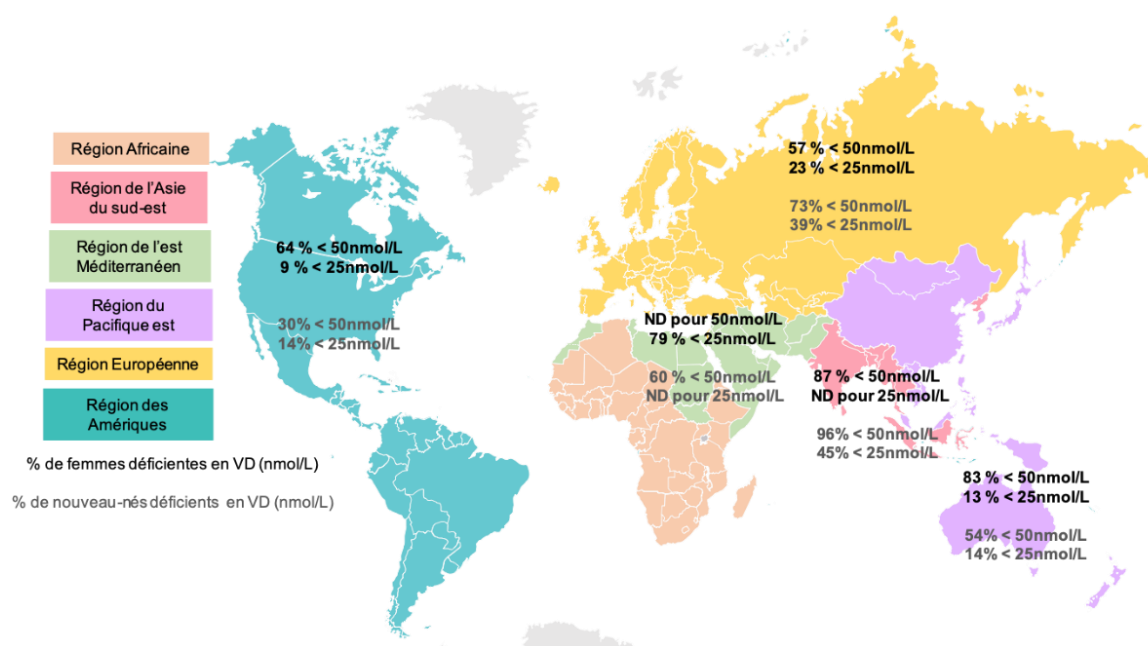 Région Africaine
Région de l'Asie
du sud-est
Région de l'est
Méditerranéen
Région du
Pacifique est
Région Européenne
Région des
Amériques
% de femmes déficientes en VD (nmol/L)
% de nouveau-nés déficients en VD (nmol/L)
64 % < 50nmol/L
9 % < 25nmol/L
30% < 50nmol/L
14% < 25nmol/L
57 % < 50nmol/L
23 % < 25nmol/L
73% < 50nmol/L
39% < 25nmol/L
ND pour 50nmol/L
79 % < 25nmol/L
60 % < 50nmol/L
ND pour 25nmol/L
87 % < 50nmol/L
ND pour 25nmol/L
96% < 50nmol/L
45% < 25nmol/L
83 % < 50nmol/L
13 % < 25nmol/L
54% < 50nmol/L
14% < 25nmol/L